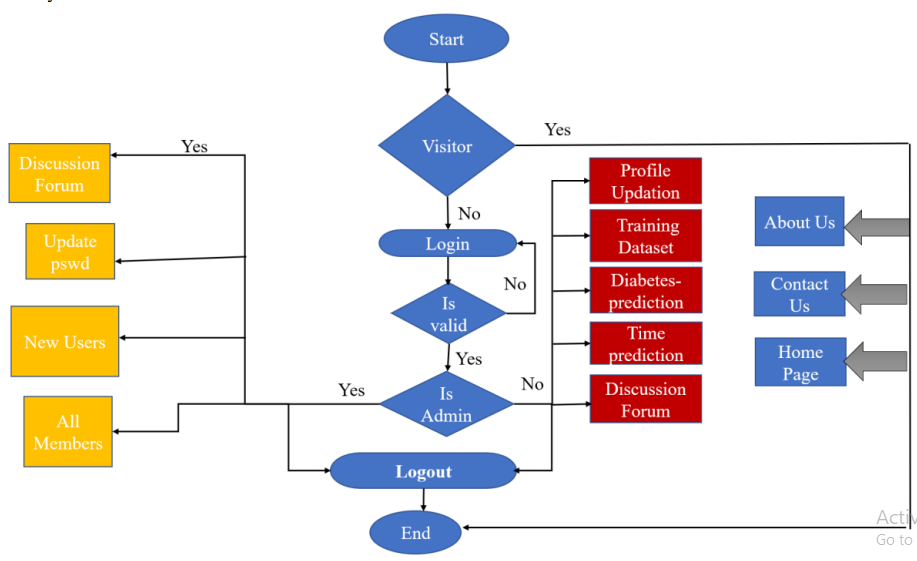 Start
Visitor
Yes
No
Login
No
Is
valid
Yes
Is
Admin
Yes
No
Yes
Discussion
Forum
Update
pswd
New Users
All
Members
Profile
Updation
Training
Dataset
Diabetes-
prediction
Time
prediction
Discussion
Forum
About Us
Contact
Us
Home
Page
Logout
End
Go to